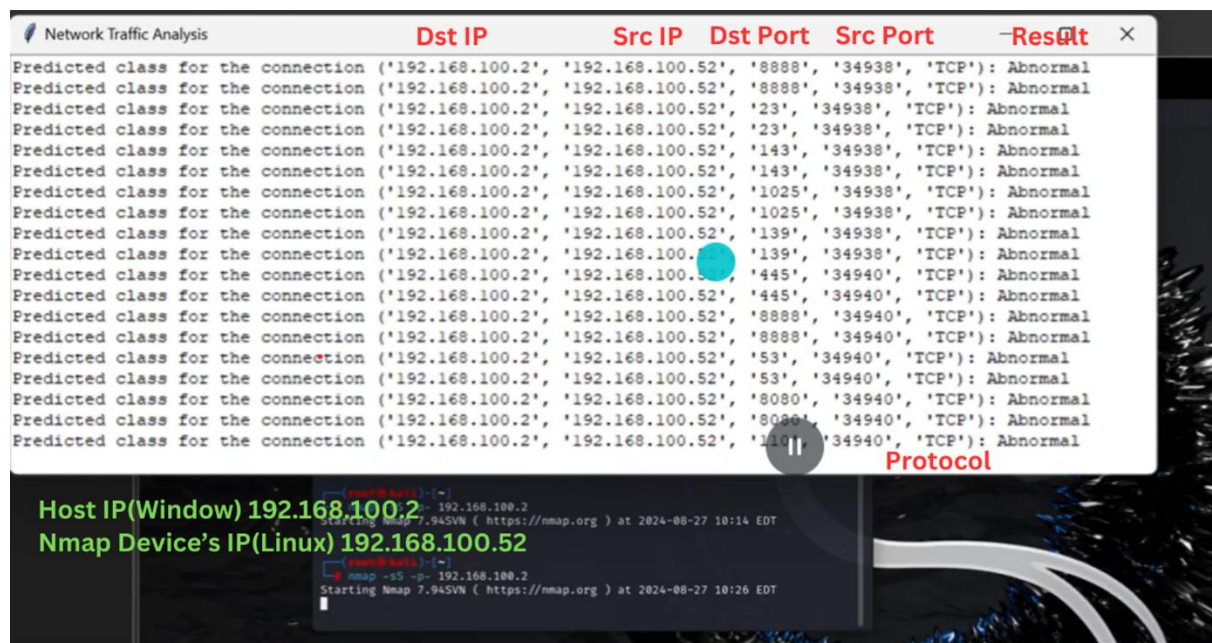 Network Traffic Analysis
Dst IP Src IP Dst Port Src Port Result
Predicted class for the connection ('192.168.100.2', '192.168.100.52', '8888', '34938', 'TCP'): Abnormal
Predicted class for the connection ('192.168.100.2', '192.168.100.52', '8888', '34938', 'TCP'): Abnormal
Predicted class for the connection ('192.168.100.2', '192.168.100.52', '23', '34938', 'TCP'): Abnormal
Predicted class for the connection ('192.168.100.2', '192.168.100.52', '23', '34938', 'TCP'): Abnormal
Predicted class for the connection ('192.168.100.2', '192.168.100.52', '143', '34938', 'TCP'): Abnormal
Predicted class for the connection ('192.168.100.2', '192.168.100.52', '143', '34938', 'TCP'): Abnormal
Predicted class for the connection ('192.168.100.2', '192.168.100.52', '1025', '34938', 'TCP'): Abnormal
Predicted class for the connection ('192.168.100.2', '192.168.100.52', '1025', '34938', 'TCP'): Abnormal
Predicted class for the connection ('192.168.100.2', '192.168.100.52', '139', '34938', 'TCP'): Abnormal
Predicted class for the connection ('192.168.100.2', '192.168.100.52', '139', '34938', 'TCP'): Abnormal
Predicted class for the connection ('192.168.100.2', '192.168.100.52', '445', '34940', 'TCP'): Abnormal
Predicted class for the connection ('192.168.100.2', '192.168.100.52', '445', '34940', 'TCP'): Abnormal
Predicted class for the connection ('192.168.100.2', '192.168.100.52', '8888', '34940', 'TCP'): Abnormal
Predicted class for the connection ('192.168.100.2', '192.168.100.52', '8888', '34940', 'TCP'): Abnormal
Predicted class for the connection ('192.168.100.2', '192.168.100.52', '53', '34940', 'TCP'): Abnormal
Predicted class for the connection ('192.168.100.2', '192.168.100.52', '53', '34940', 'TCP'): Abnormal
Predicted class for the connection ('192.168.100.2', '192.168.100.52', '8080', '34940', 'TCP'): Abnormal
Predicted class for the connection ('192.168.100.2', '192.168.100.52', '8080', '34940', 'TCP'): Abnormal
Predicted class for the connection ('192.168.100.2', '192.168.100.52', '110', '34940', 'TCP'): Abnormal
Protocol
Host IP(Window) 192.168.100.2
Nmap Device's IP(Linux) 192.168.100.52
(root@kali)-[~]
-p- 192.168.100.2
Starting Nmap 7.94SVN ( https://nmap.org ) at 2024-08-27 10:14 EDT
(root@kali)-[~]
# nmap -sS -p- 192.168.100.2
Starting Nmap 7.94SVN ( https://nmap.org ) at 2024-08-27 10:26 EDT